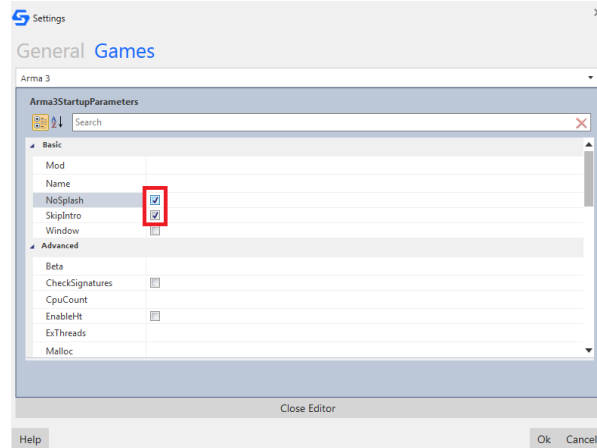 Settings
General Games
Arma 3
Arma3StartupParameters
Search
Basic
Mod
Name
NoSplash
SkipIntro
Window
Advanced
Beta
CheckSignatures
CpuCount
EnableHt
ExThreads
Malloc
Close Editor
Help Ok Cancel